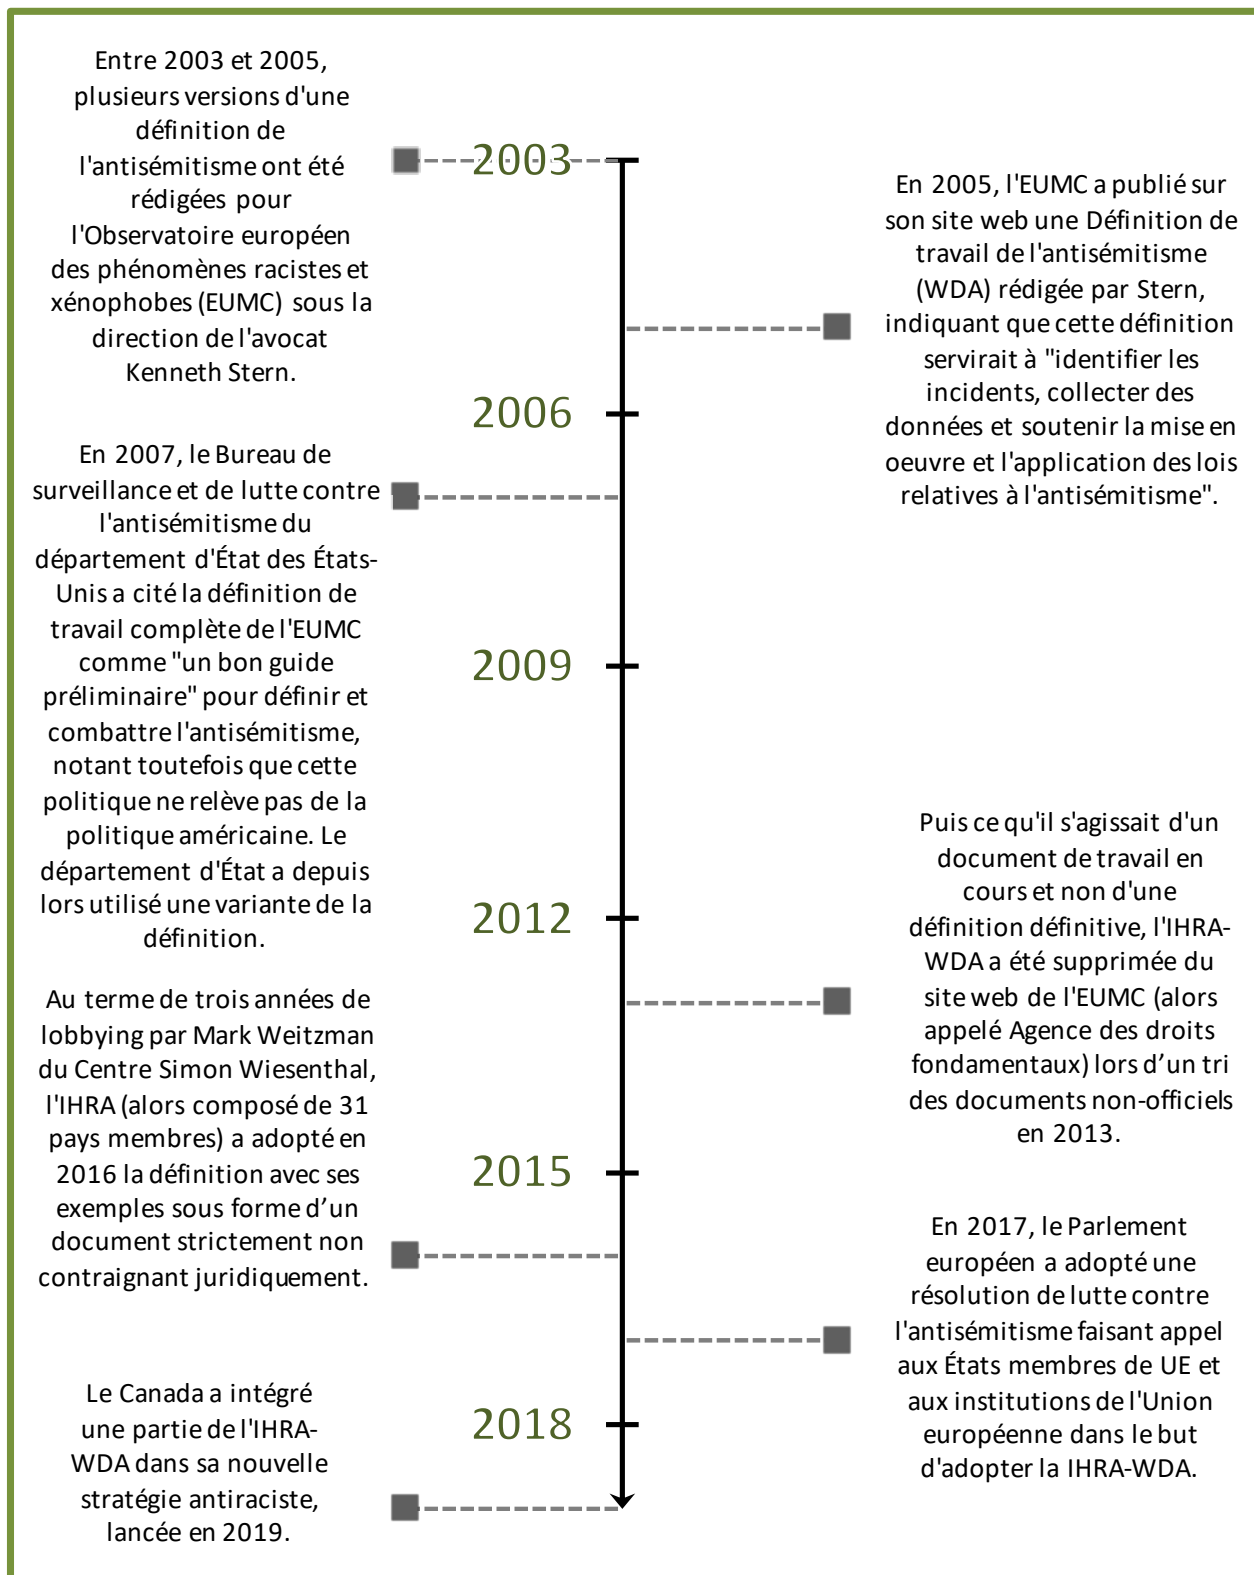 Entre 2003 et 2005,
plusieurs versions d'une
définition de
l'antisémitisme ont été
rédigées pour
l'Observatoire européen
des phénomènes racistes et
xénophobes (EUMC) sous la
direction de l'avocat
Kenneth Stern.
2003
En 2005, l'EUMC a publié sur
son site web une Définition de
travail de l'antisémitisme
(WDA) rédigée par Stern,
indiquant que cette définition
servirait à "identifier les
incidents, collecter des
données et soutenir la mise en
oeuvre et l'application des lois
relatives à l'antisémitisme".
2006
En 2007, le Bureau de
surveillance et de lutte contre
l'antisémitisme du
département d'État des États-
Unis a cité la définition de
travail complète de l'EUMC
comme "un bon guide
préliminaire" pour définir et
combattre l'antisémitisme,
notant toutefois que cette
politique ne relève pas de la
politique américaine. Le
département d'État a depuis
lors utilisé une variante de la
définition.
2009
2012
Puis ce qu'il s'agissait d'un
document de travail en
cours et non d'une
définition définitive, l'IHRA-
WDA a été supprimée du
site web de l'EUMC (alors
appelé Agence des droits
fondamentaux) lors d’un tri
des documents non-officiels
en 2013.
Au terme de trois années de
lobbying par Mark Weitzman
du Centre Simon Wiesenthal,
l'IHRA (alors composé de 31
pays membres) a adopté en
2016 la définition avec ses
exemples sous forme d’un
document strictement non
contraignant juridiquement.
2015
En 2017, le Parlement
européen a adopté une
résolution de lutte contre
l'antisémitisme faisant appel
aux États membres de UE et
aux institutions de l'Union
européenne dans le but
d'adopter la IHRA-WDA.
2018
Le Canada a intégré
une partie de l'IHRA-
WDA dans sa nouvelle
stratégie antiraciste,
lancée en 2019.